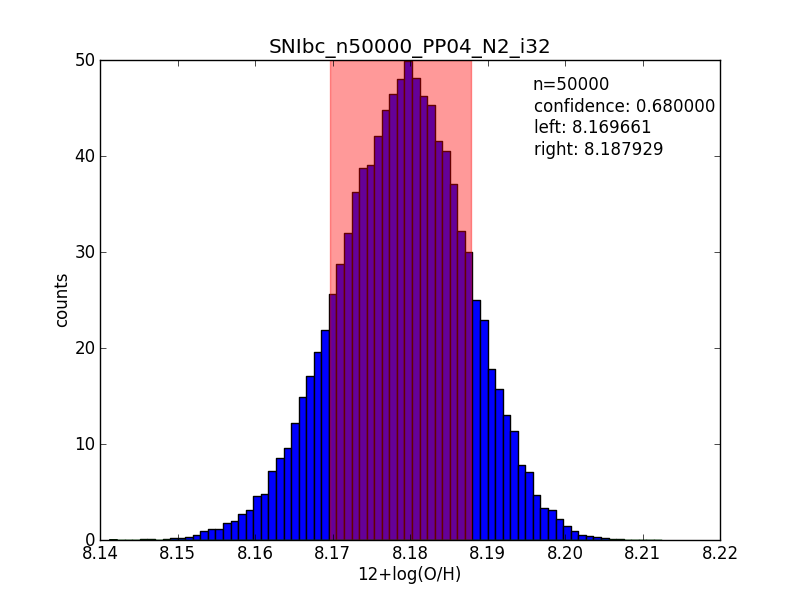 SNIbc_n50000_PP04_N2_i32
n=50000
confidence: 0.680000
left: 8.169661
right: 8.187929
counts
50
40
30
20
10
0
8.14 8.15 8.16 8.17 8.18 8.19 8.20 8.21 8.22
12+log(O/H)